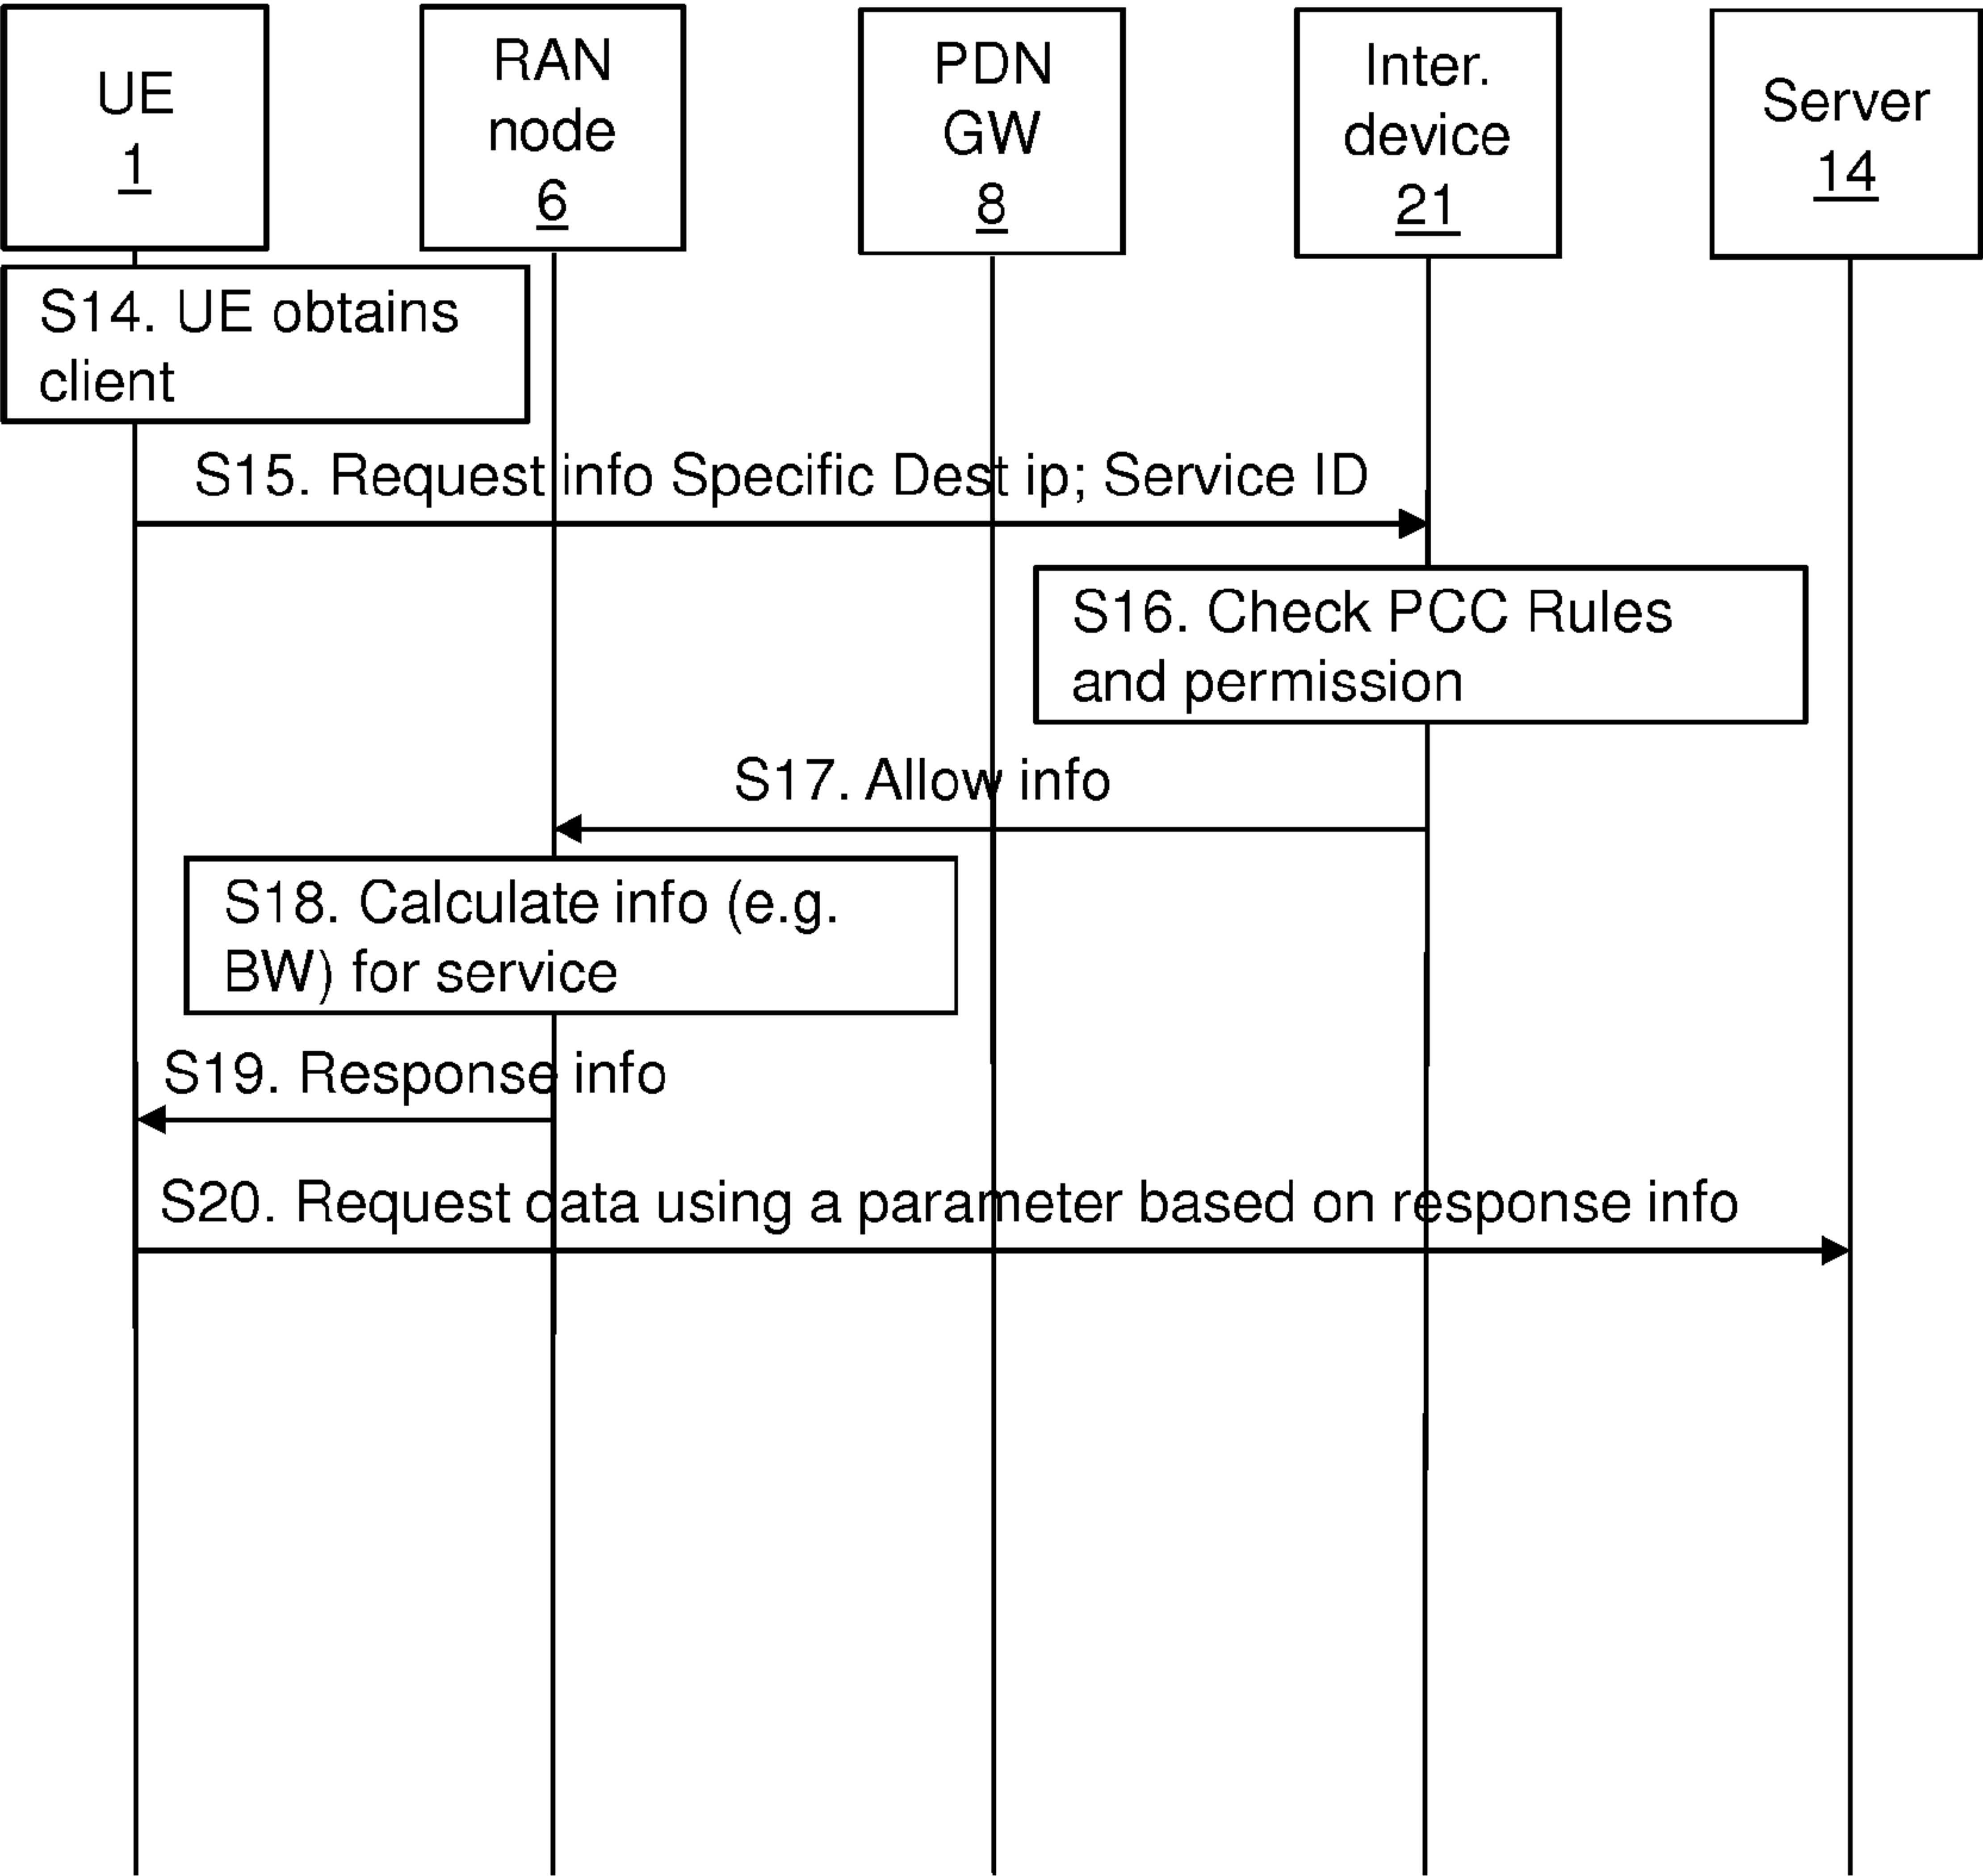 UE
1
RAN
node
6
PDN
GW
8
Inter.
device
21
Server
14
S14. UE obtains
client
S15. Request info Specific Dest ip; Service ID
S16. Check PCC Rules
and permission
S17. Allow info
S18. Calculate info (e.g.
BW) for service
S19. Response info
S20. Request data using a parameter based on response info